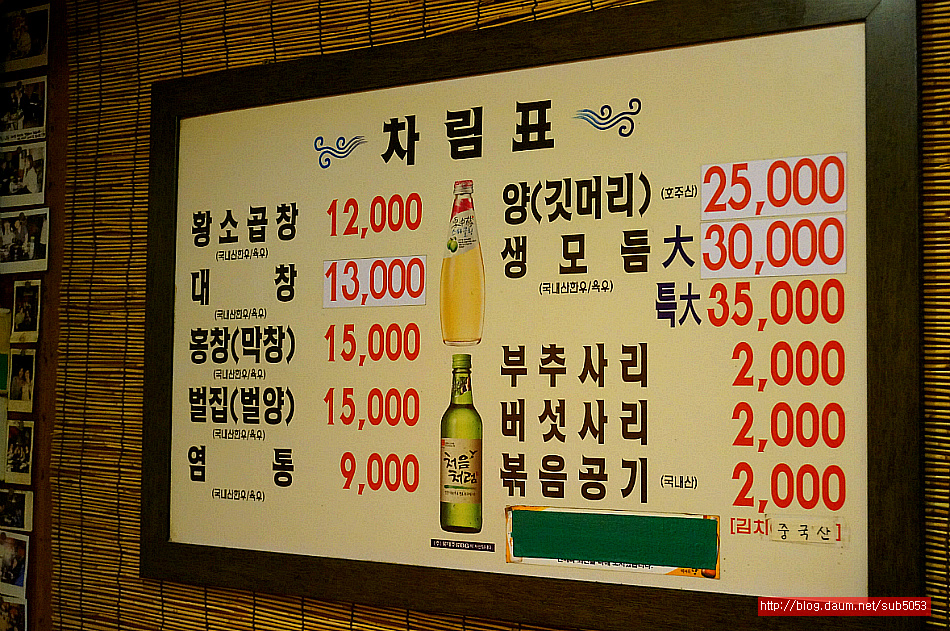 차림표
황소곱창 12,000
(국내산한우/육우)
대창 13,000
(국내산한우/육우)
홍창(막창) 15,000
(국내산한우/육우)
벌집(벌양) 15,000
(국내산한우/육우)
염통 9,000
(국내산한우/육우)
처음처럼
양(깃머리) (호주산) 25,000
생모듬 大 30,000
(국내산한우/육우)
특大 35,000
부추사리 2,000
버섯사리 2,000
볶음공기 (국내산) 2,000
[김치 중국산]
http://blog.daum.net/sub5053